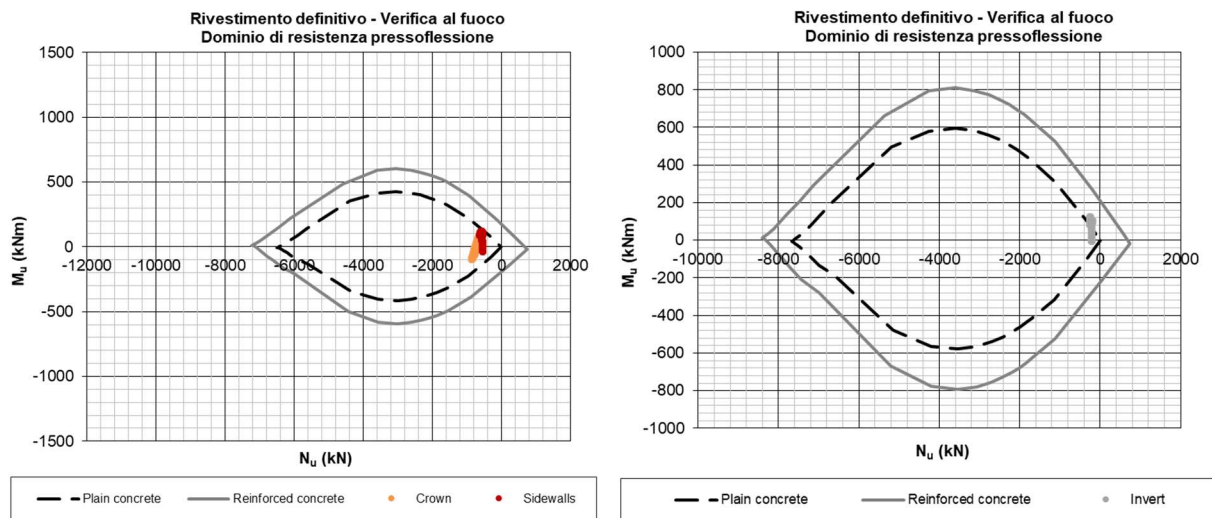 Rivestimento definitivo - Verifica al fuoco
Dominio di resistenza pressoflessione
1500
1000
500
0
-500
-1000
-1500
-12000 -10000 -8000 -6000 -4000 -2000 0 2000
Mu (kNm)
Nu (kN)
Plain concrete Reinforced concrete Crown Sidewalls
Rivestimento definitivo - Verifica al fuoco
Dominio di resistenza pressoflessione
1000
800
600
400
200
0
-200
-400
-600
-800
-1000
-10000 -8000 -6000 -4000 -2000 0 2000
Mu (kNm)
Nu (kN)
Plain concrete Reinforced concrete Invert